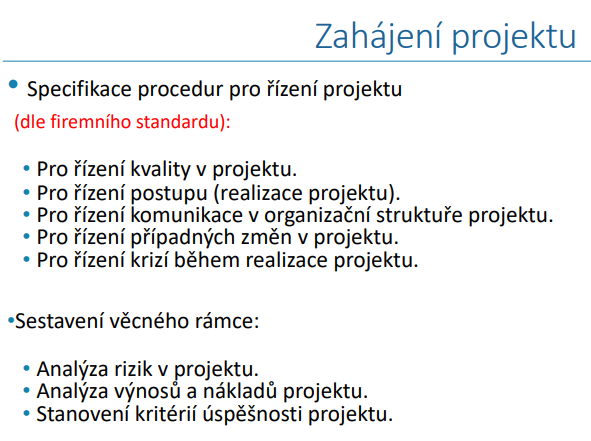 Zahájení projektu
• Specifikace procedur pro řízení projektu
(dle firemního standardu):
• Pro řízení kvality v projektu.
• Pro řízení postupu (realizace projektu).
• Pro řízení komunikace v organizační struktuře projektu.
• Pro řízení případných změn v projektu.
• Pro řízení krizí během realizace projektu.
•Sestavení věcného rámce:
• Analýza rizik v projektu.
• Analýza výnosů a nákladů projektu.
• Stanovení kritérií úspěšnosti projektu.